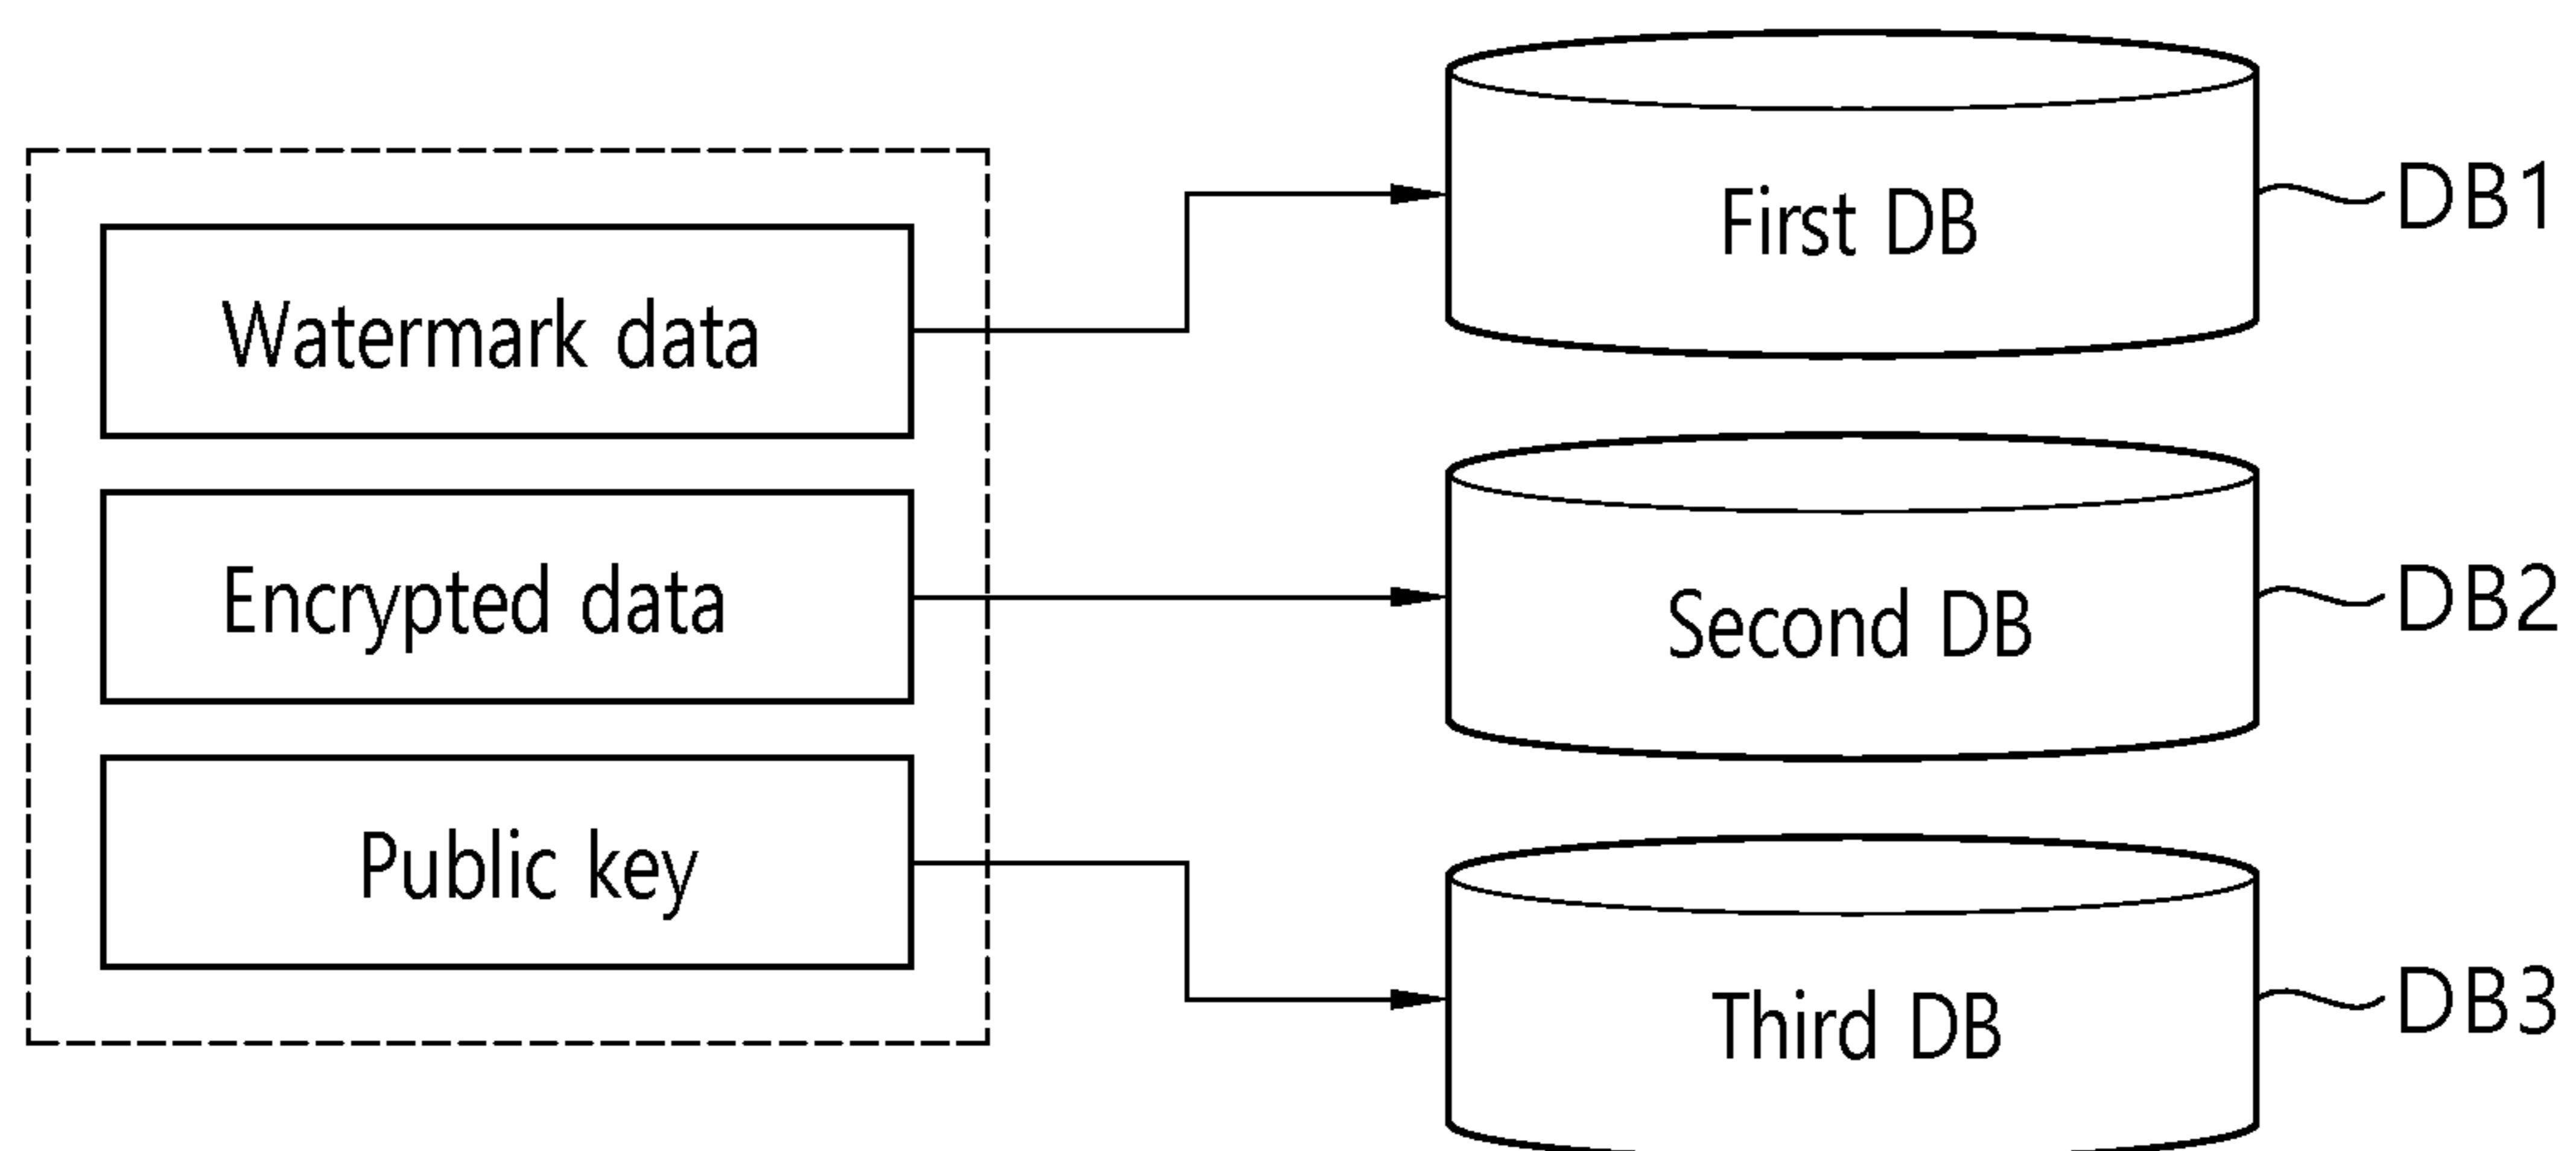 Watermark data
Encrypted data
Public key
First DB
DB1
Second DB
DB2
Third DB
DB3